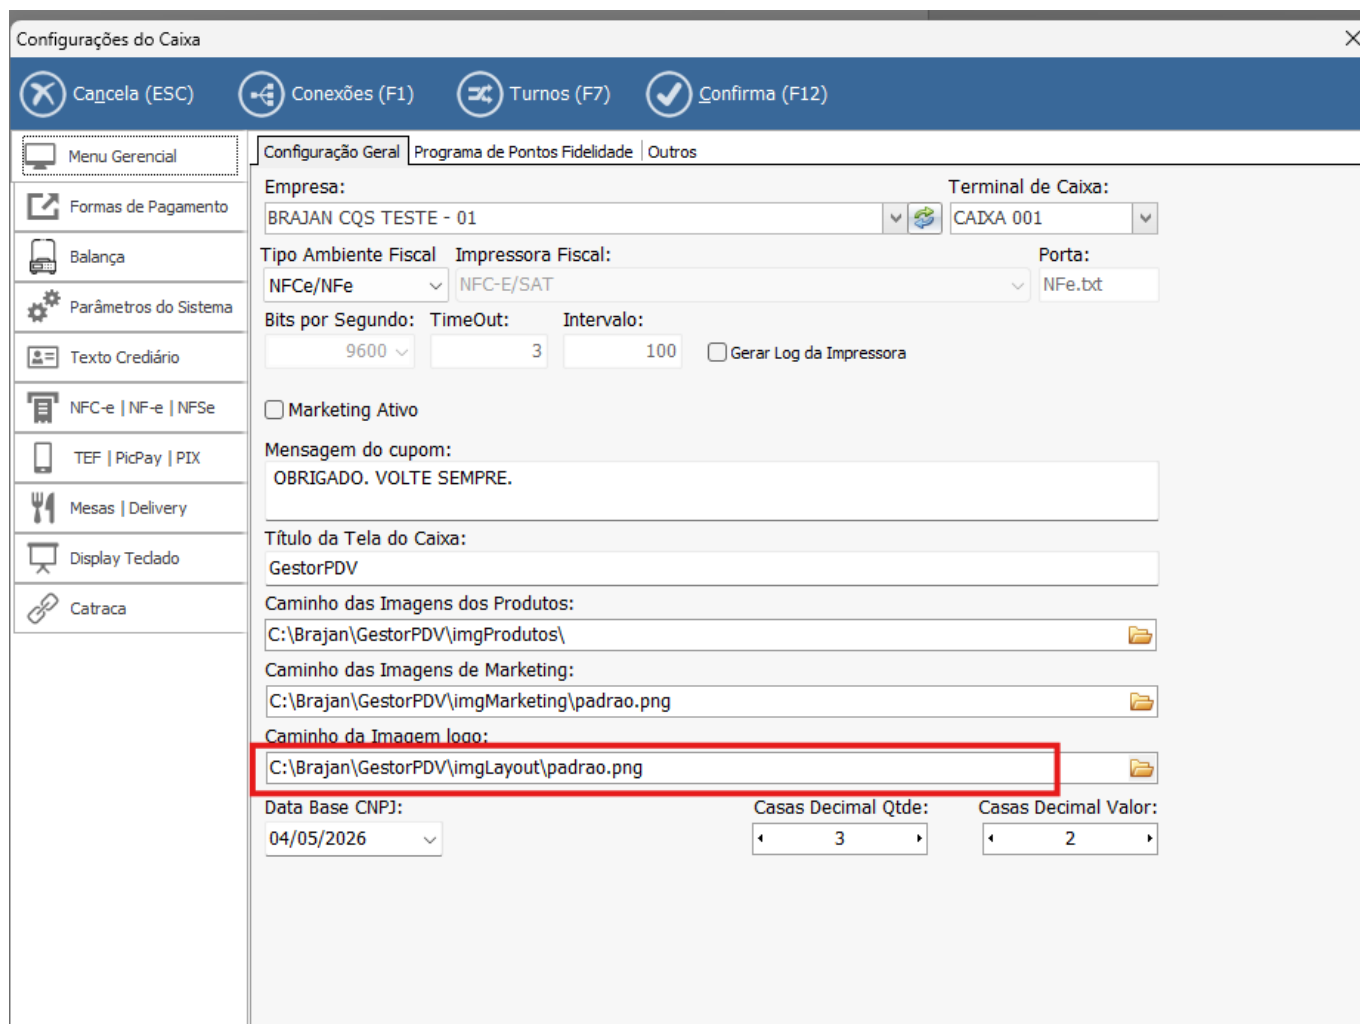 Configurações do Caixa
Cancela (ESC) Conexões (F1) Turnos (F7) Confirma (F12)
Menu Gerencial
Formas de Pagamento
Balança
Parâmetros do Sistema
Texto Crediário
NFC-e | NF-e | NFSe
TEF | PicPay | PIX
Mesas | Delivery
Display Teclado
Catraca
Configuração Geral Programa de Pontos Fidelidade Outros
Empresa: Terminal de Caixa:
BRAJAN CQS TESTE - 01 CAIXA 001
Tipo Ambiente Fiscal Impressora Fiscal: Porta:
NFCe/NFe NFC-E/SAT NFe.txt
Bits por Segundo: TimeOut: Intervalo:
9600 3 100 Gerar Log da Impressora
Marketing Ativo
Mensagem do cupom:
OBRIGADO. VOLTE SEMPRE.
Título da Tela do Caixa:
GestorPDV
Caminho das Imagens dos Produtos:
C:\Brajan\GestorPDV\imgProdutos\
Caminho das Imagens de Marketing:
C:\Brajan\GestorPDV\imgMarketing\padrao.png
Caminho da Imagem logo:
C:\Brajan\GestorPDV\imgLayout\padrao.png
Data Base CNPJ: Casas Decimal Qtde: Casas Decimal Valor:
04/05/2026 3 2